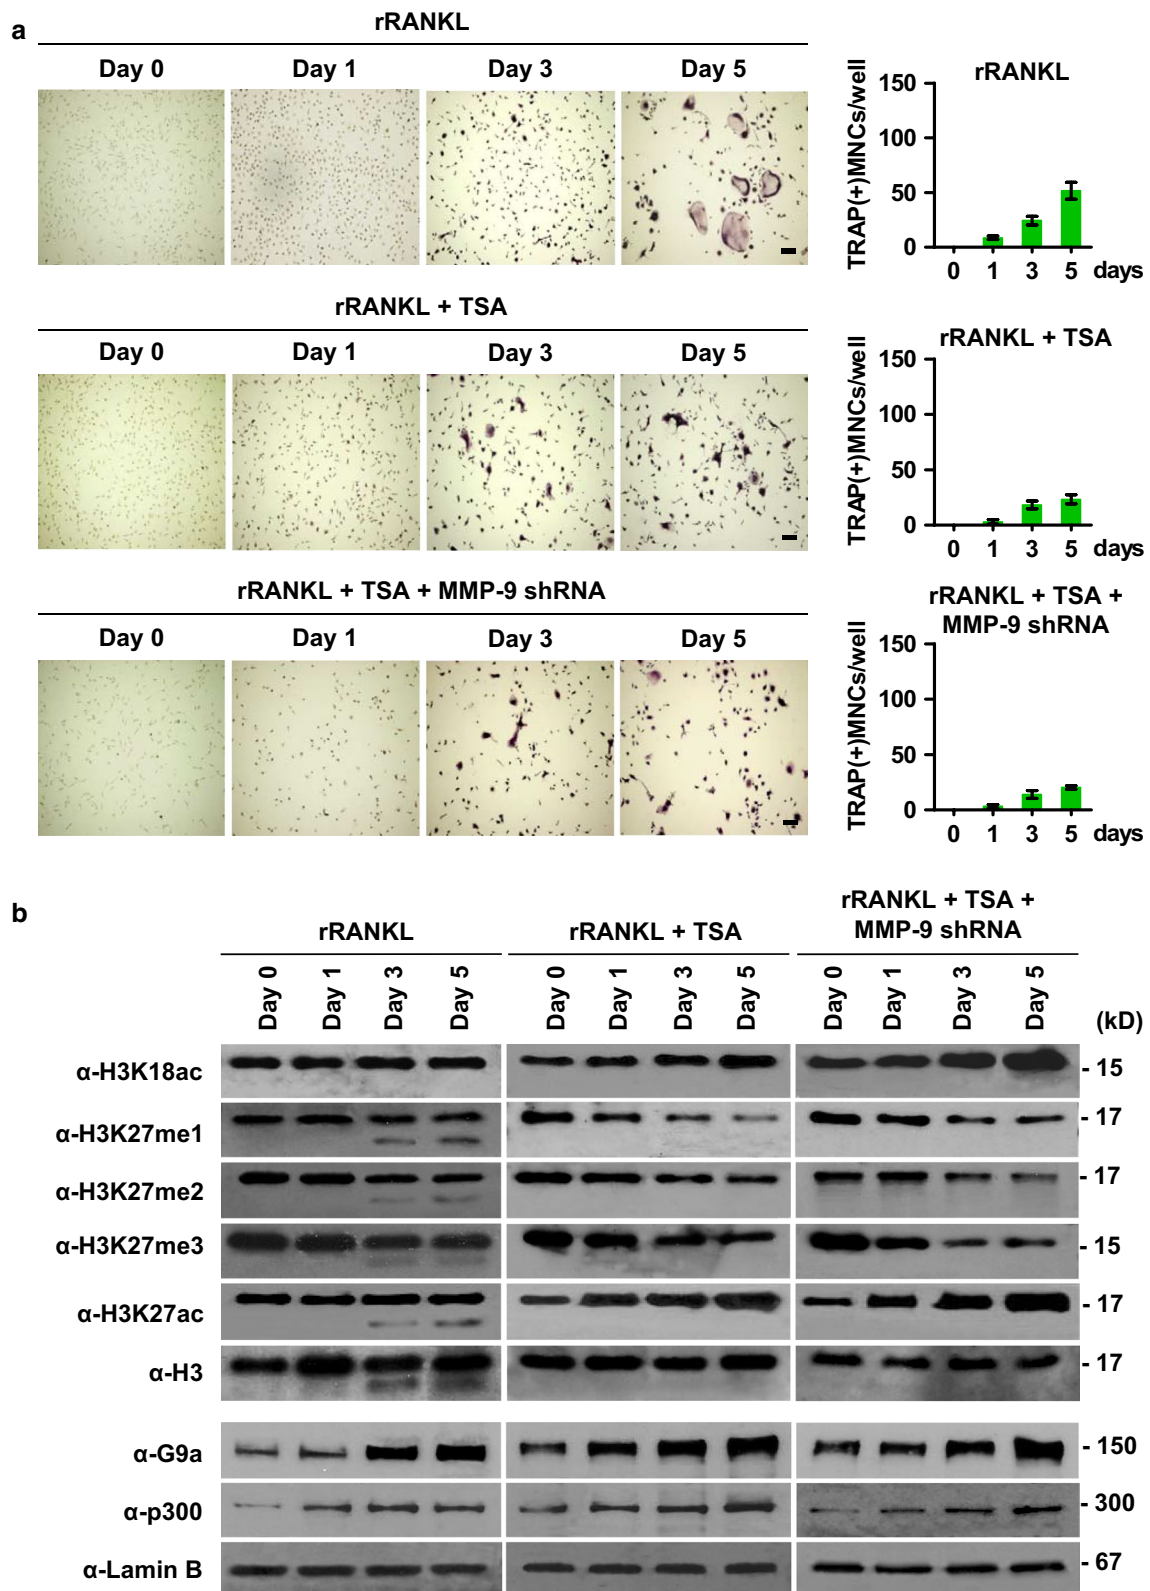 a
rRANKL
Day 0 Day 1 Day 3 Day 5
rRANKL
TRAP(+)MNCs/well
150
100
50
0
0 1 3 5 days
rRANKL + TSA
Day 0 Day 1 Day 3 Day 5
rRANKL + TSA
TRAP(+)MNCs/well
150
100
50
0
0 1 3 5 days
rRANKL + TSA + MMP-9 shRNA
Day 0 Day 1 Day 3 Day 5
rRANKL + TSA +
MMP-9 shRNA
TRAP(+)MNCs/well
150
100
50
0
0 1 3 5 days
b
rRANKL
rRANKL + TSA
rRANKL + TSA +
MMP-9 shRNA
Day 0 Day 1 Day 3 Day 5 Day 0 Day 1 Day 3 Day 5 Day 0 Day 1 Day 3 Day 5 (kD)
α-H3K18ac - 15
α-H3K27me1 - 17
α-H3K27me2 - 17
α-H3K27me3 - 15
α-H3K27ac - 17
α-H3 - 17
α-G9a - 150
α-p300 - 300
α-Lamin B - 67